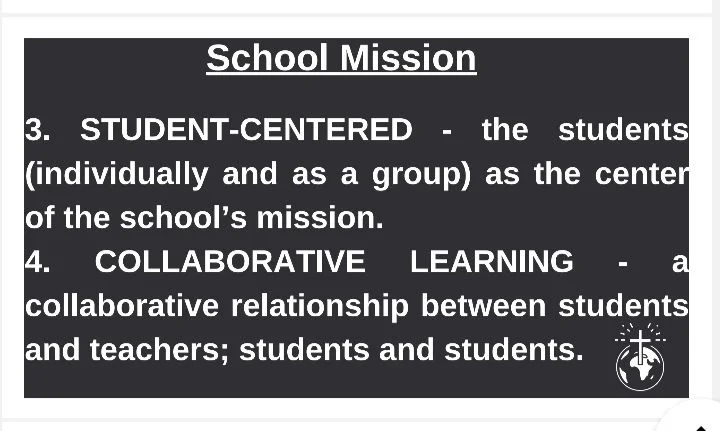 School Mission
3. STUDENT-CENTERED - the students
(individually and as a group) as the center
of the school’s mission.
4. COLLABORATIVE LEARNING - a
collaborative relationship between students
and teachers; students and students.